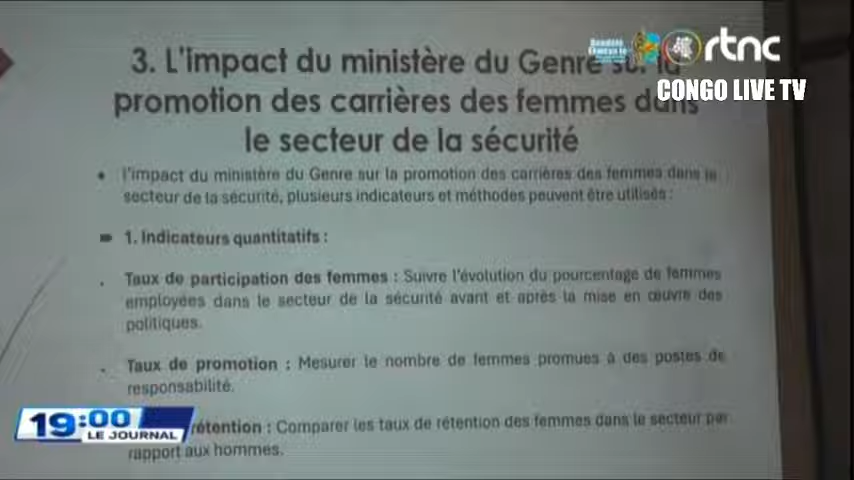 rtnc
CONGO LIVE TV
3. L'impact du ministère du Genre sur la
promotion des carrières des femmes dans
le secteur de la sécurité
• l'impact du ministère du Genre sur la promotion des carrières des femmes dans le
secteur de la sécurité, plusieurs indicateurs et méthodes peuvent être utilisés :
1. Indicateurs quantitatifs :
Taux de participation des femmes : Suivre l'évolution du pourcentage de femmes
employées dans le secteur de la sécurité avant et après la mise en œuvre des
politiques.
Taux de promotion : Mesurer le nombre de femmes promues à des postes de
responsabilité.
rétention : Comparer les taux de rétention des femmes dans le secteur par
rapport aux hommes.
19:00
LE JOURNAL